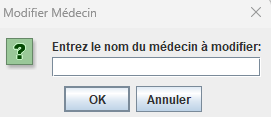 Modifier Médecin
Entrez le nom du médecin à modifier:
OK Annuler